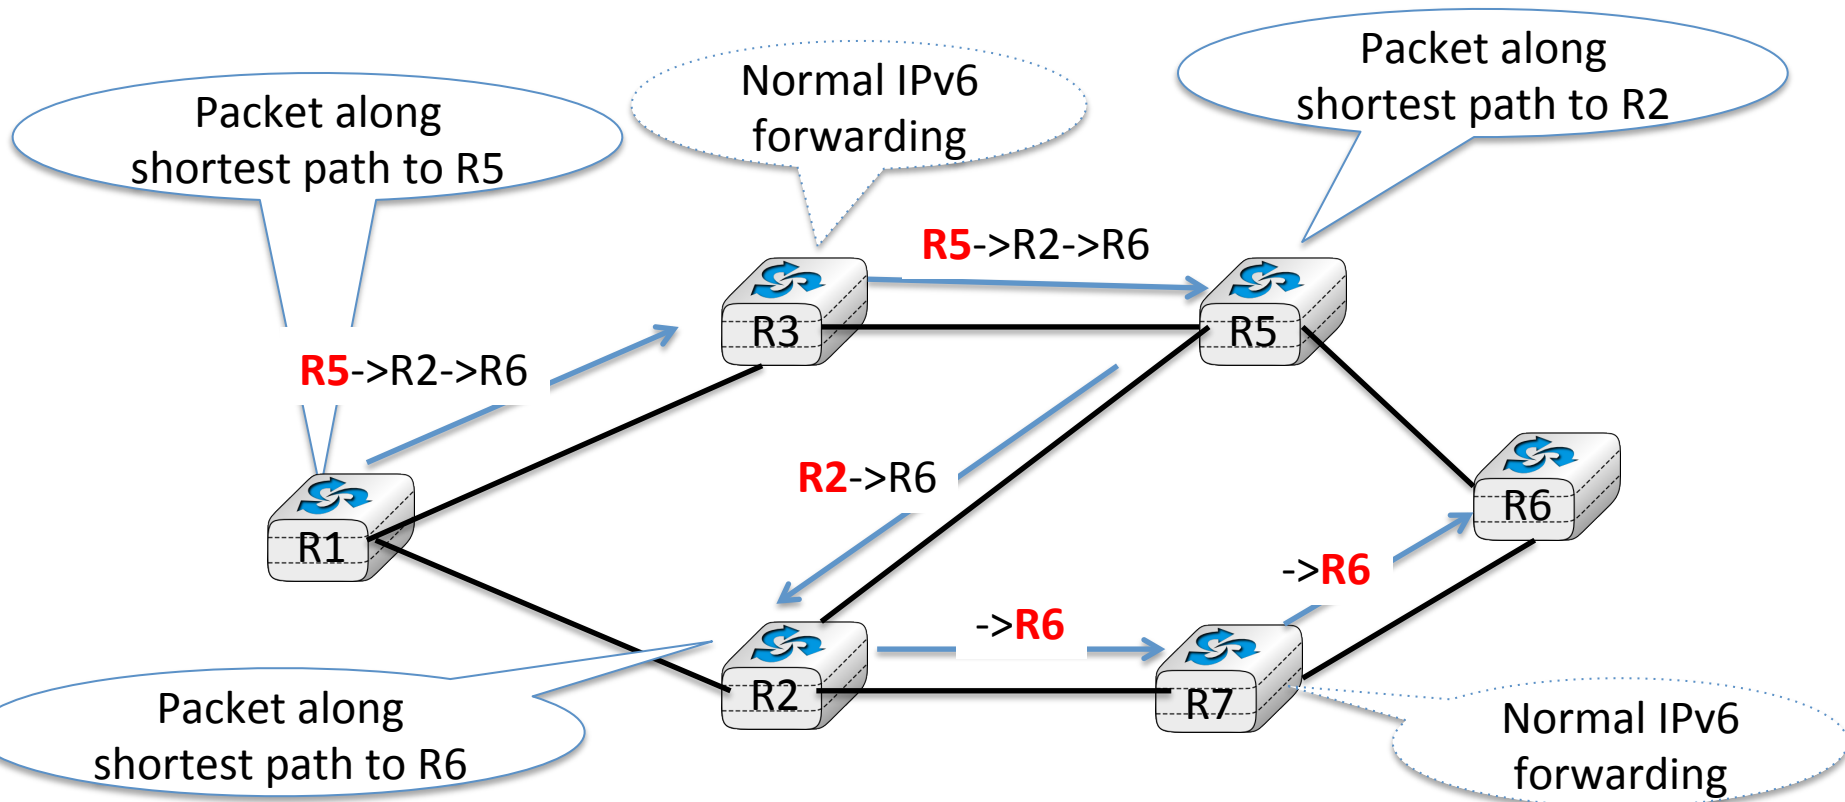 Packet along
shortest path to R5
Normal IPv6
forwarding
Packet along
shortest path to R2
R5->R2->R6
R3
R5
R5->R2->R6
R2->R6
R1
R6
->R6
->R6
R2
R7
Packet along
shortest path to R6
Normal IPv6
forwarding